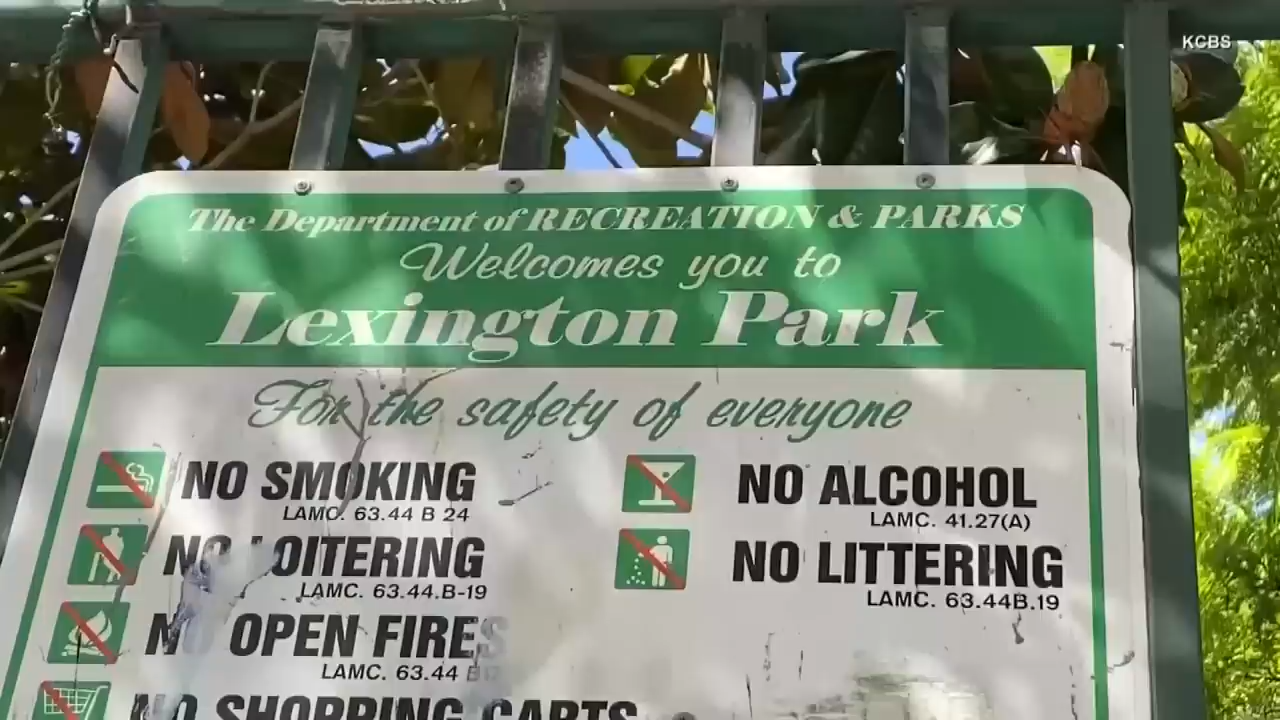 KCBS
The Department of RECREATION & PARKS
Welcomes you to
Lexington Park
For the safety of everyone
NO SMOKING
LAMC. 63.44 B 24
NO LOITERING
LAMC. 63.44.B-19
NO OPEN FIRES
LAMC. 63.44
NO SHOPPING CARTS
NO ALCOHOL
LAMC. 41.27(A)
NO LITTERING
LAMC. 63.44B.19